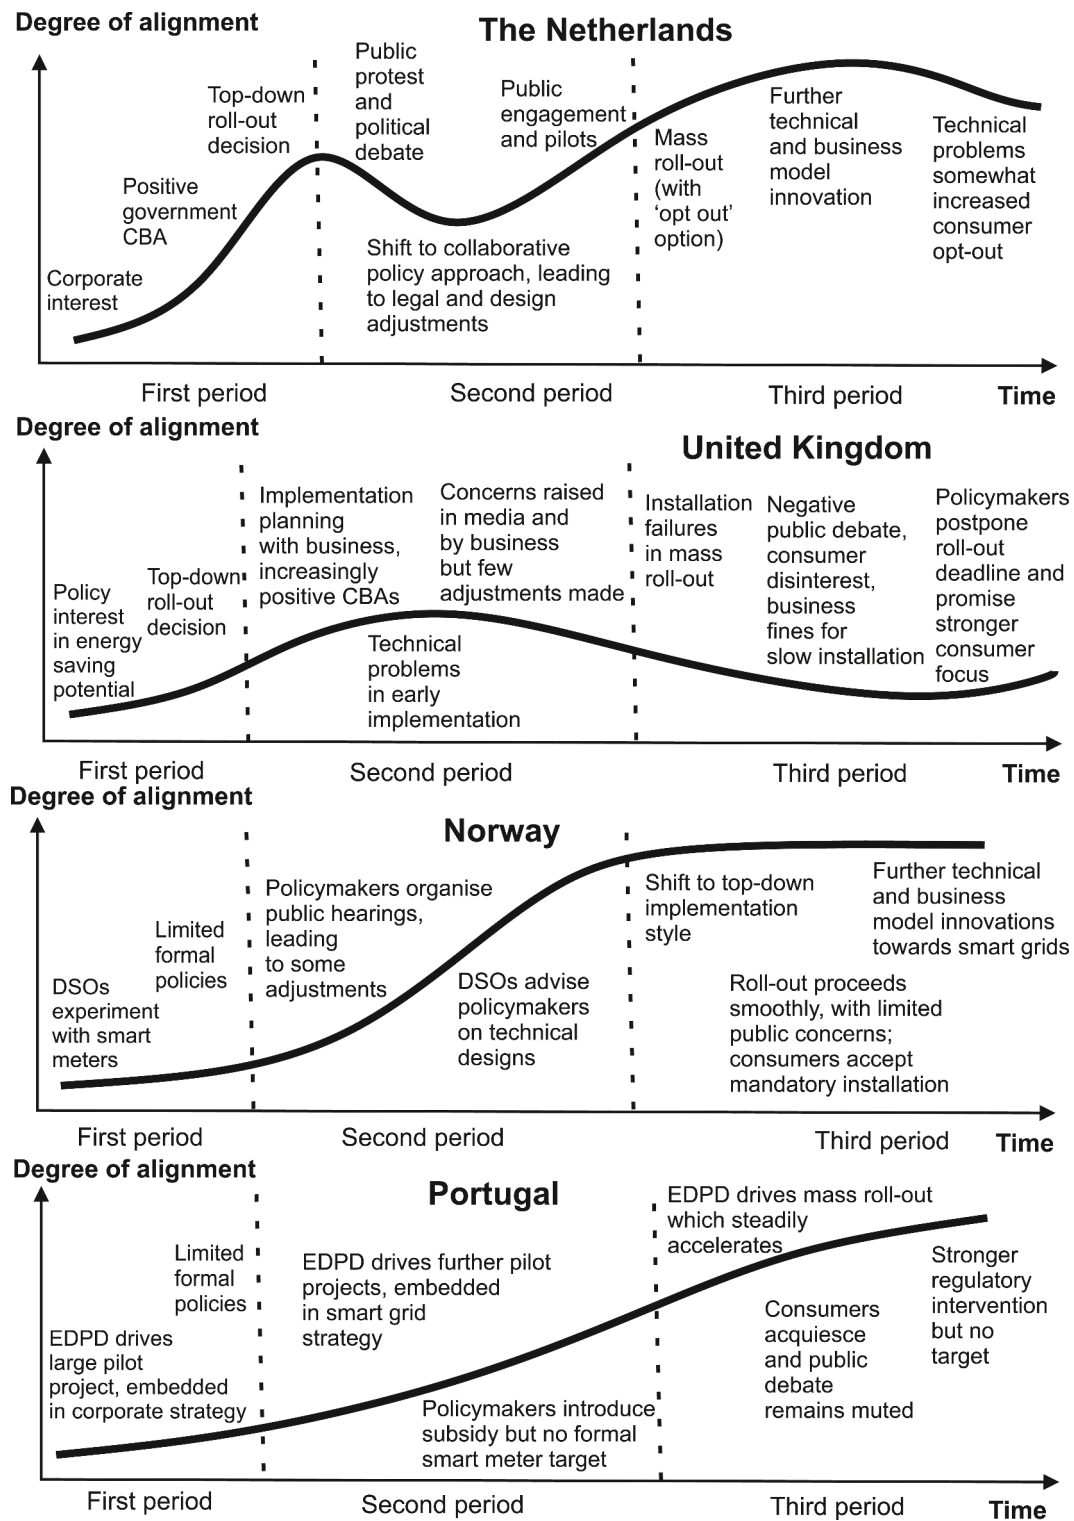 Degree of alignment
The Netherlands
Corporate
interest
Positive
government
CBA
Top-down
roll-out
decision
Public
protest
and
political
debate
Shift to collaborative
policy approach, leading
to legal and design
adjustments
Public
engagement
and pilots
Mass
roll-out
(with
‘opt out’
option)
Further
technical
and business
model
innovation
Technical
problems
somewhat
increased
consumer
opt-out
First period
Second period
Third period
Time
Degree of alignment
United Kingdom
Policy
interest
in energy
saving
potential
Top-down
roll-out
decision
Implementation
planning
with business,
increasingly
positive CBAs
Technical
problems
in early
implementation
Concerns raised
in media and
by business
but few
adjustments made
Installation
failures
in mass
roll-out
Negative
public debate,
consumer
disinterest,
business
fines for
slow installation
Policymakers
postpone
roll-out
deadline and
promise
stronger
consumer
focus
First period
Second period
Third period
Time
Degree of alignment
Norway
DSOs
experiment
with smart
meters
Limited
formal
policies
Policymakers organise
public hearings,
leading
to some
adjustments
DSOs advise
policymakers
on technical
designs
Shift to top-down
implementation
style
Roll-out proceeds
smoothly, with limited
public concerns;
consumers accept
mandatory installation
Further technical
and business
model innovations
towards smart grids
First period
Second period
Third period
Time
Degree of alignment
Portugal
EDPD drives
large pilot
project, embedded
in corporate strategy
Limited
formal
policies
EDPD drives further pilot
projects, embedded
in smart grid
strategy
Policymakers introduce
subsidy but no formal
smart meter target
EDPD drives mass roll-out
which steadily
accelerates
Consumers
acquiesce
and public
debate
remains muted
Stronger
regulatory
intervention
but no
target
First period
Second period
Third period
Time